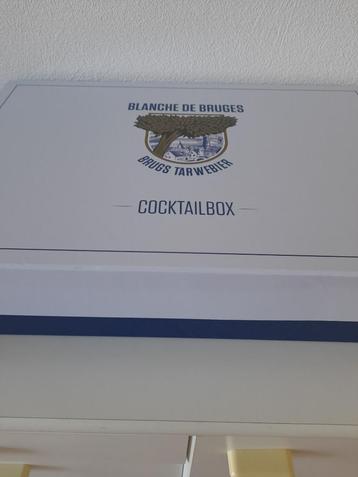 BLANCHE DE BRUGES
BRUGS TARWEBIER
COCKTAILBOX